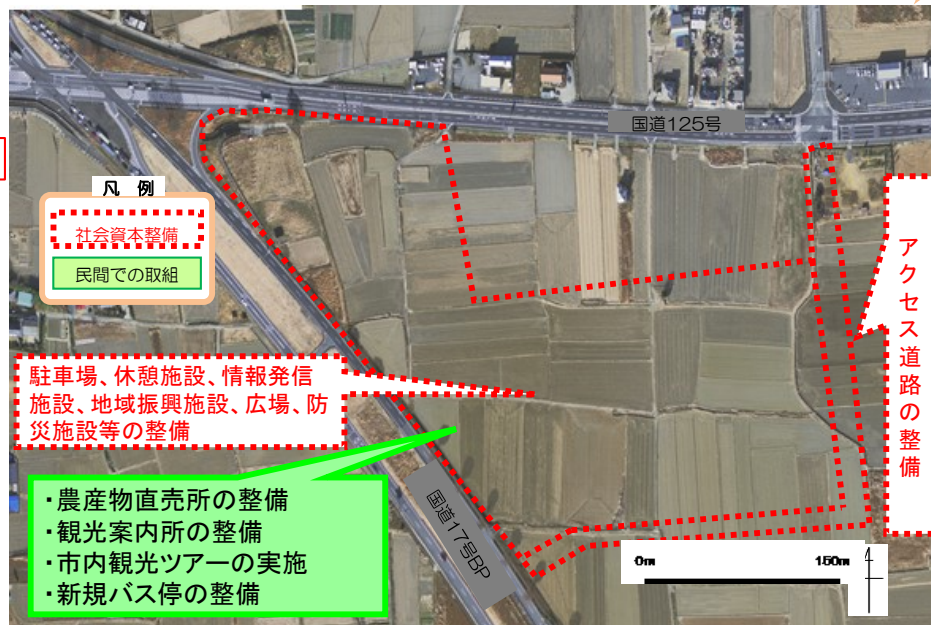 国道125号
凡 例
社会資本整備
民間での取組
アクセス道路の整備
駐車場、休憩施設、情報発信
施設、地域振興施設、広場、防
災施設等の整備
・農産物直売所の整備
・観光案内所の整備
・市内観光ツアーの実施
・新規バス停の整備
国道17号BP
0m 150m